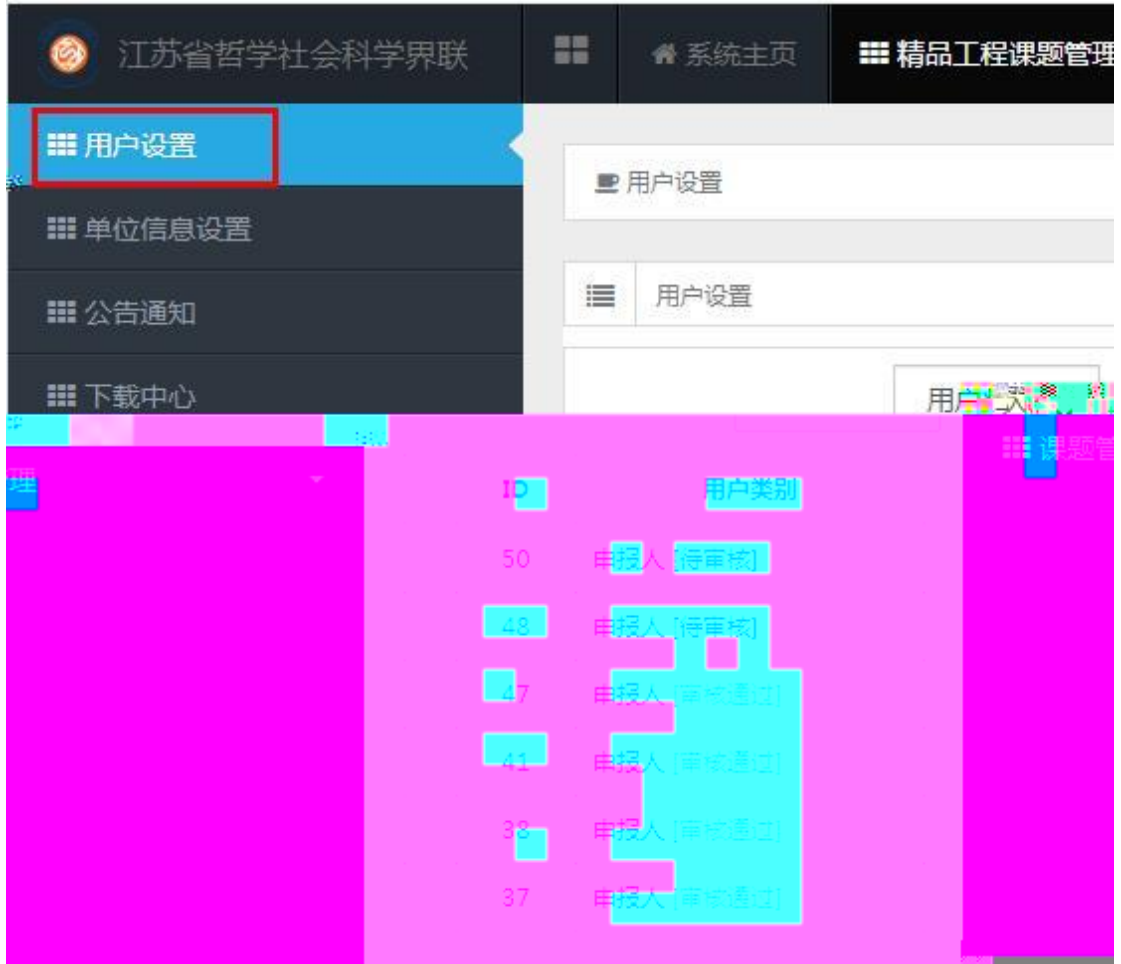 江苏省哲学社会科学界联
系统主页
精品工程课题管理
用户设置
用户设置
单位信息设置
用户设置
公告通知
下载中心
用户
课题管
理
ID 用户类别
50 申报人 [待审核]
48 申报人 [待审核]
47 申报人 [审核通过]
41 申报人 [审核通过]
38 申报人 [审核通过]
37 申报人 [审核通过]